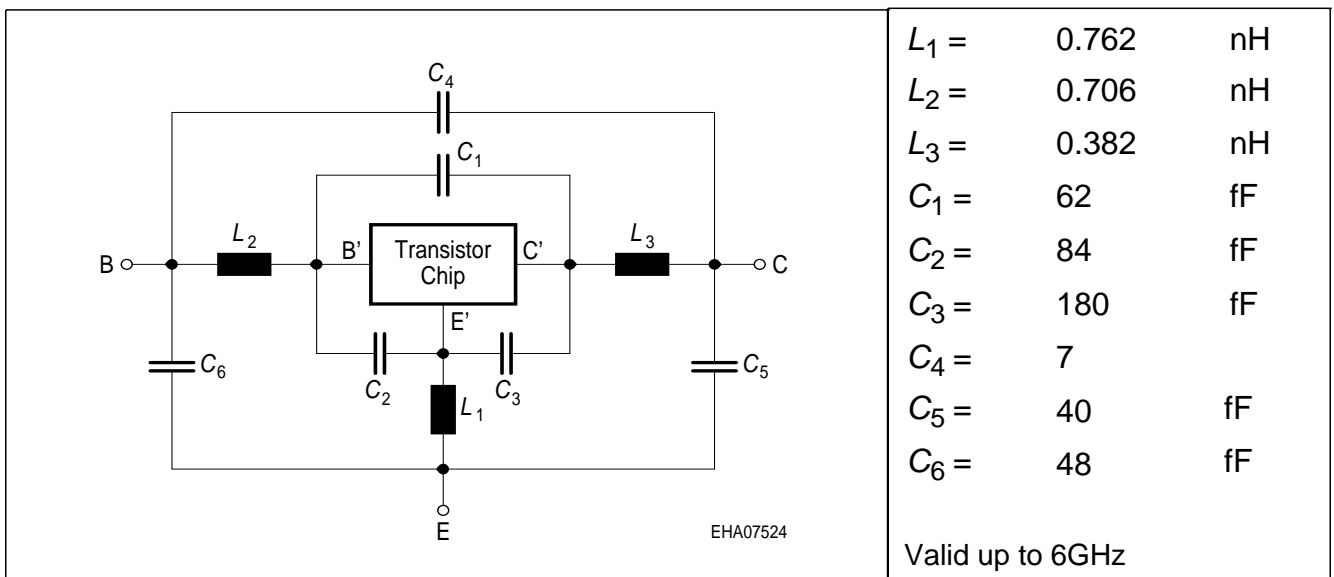 C4
C1
L2
B'
Transistor
Chip
C'
L3
B
C
E'
C6
C2
C3
C5
L1
E
EHA07524
L1 = 0.762 nH
L2 = 0.706 nH
L3 = 0.382 nH
C1 = 62 fF
C2 = 84 fF
C3 = 180 fF
C4 = 7
C5 = 40 fF
C6 = 48 fF
Valid up to 6GHz